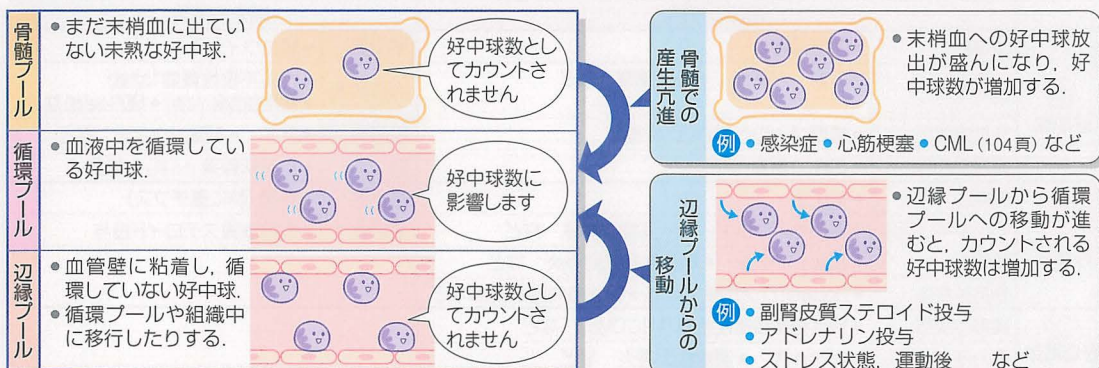 骨髄プール
● まだ末梢血に出てい
ない未熟な好中球.
好中球数とし
てカウントさ
れません
循環プール
● 血液中を循環してい
る好中球.
好中球数に
影響します
辺縁プール
● 血管壁に粘着し,循
環していない好中球.
● 循環プールや組織中
に移行したりする.
好中球数とし
てカウントさ
れません
骨髄での
産生亢進
● 末梢血への好中球放
出が盛んになり,好
中球数が増加する.
例 ● 感染症 ● 心筋梗塞 ● CML (104頁) など
辺縁プールからの
移動
● 辺縁プールから循環
プールへの移動が進
むと,カウントされる
好中球数は増加する.
例 ● 副腎皮質ステロイド投与
● アドレナリン投与
● ストレス状態,運動後 など